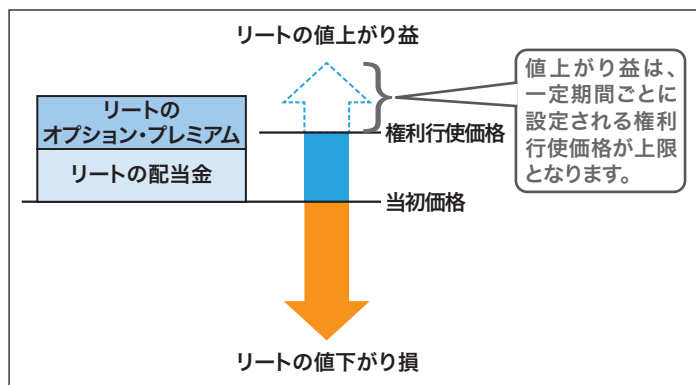 リートの値上がり益
値上がり益は、
一定期間ごとに
設定される権利
行使価格が上限
となります。
リートの
オプション・プレミアム
権利行使価格
リートの配当金
当初価格
リートの値下がり損